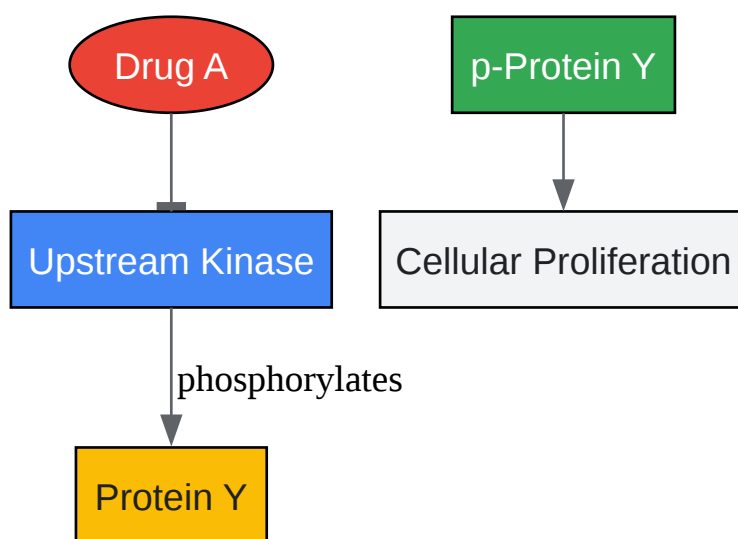 Drug A
p-Protein Y
Upstream Kinase
Cellular Proliferation
phosphorylates
Protein Y